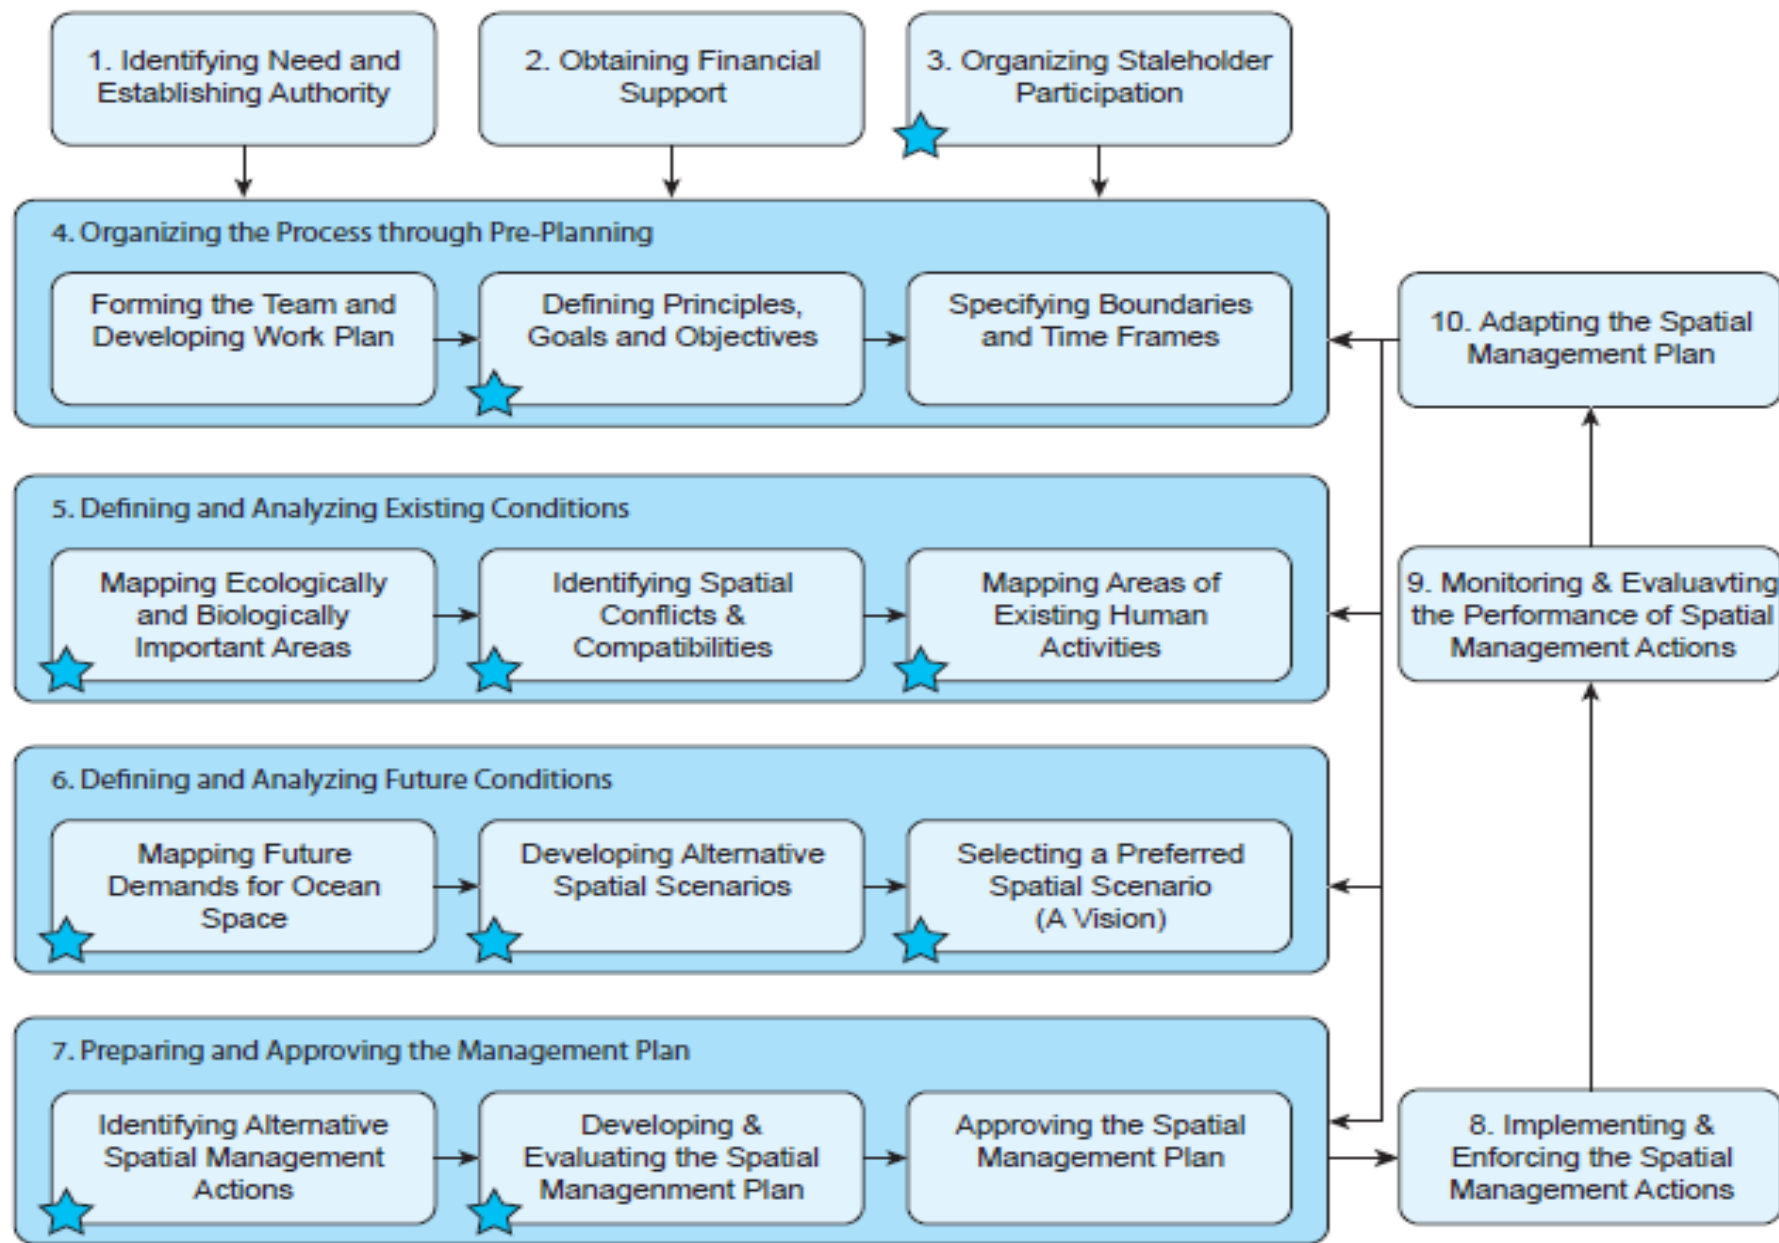 1. Identifying Need and
Establishing Authority
2. Obtaining Financial
Support
3. Organizing Staleholder
Participation
4. Organizing the Process through Pre-Planning
Forming the Team and
Developing Work Plan
Defining Principles,
Goals and Objectives
Specifying Boundaries
and Time Frames
10. Adapting the Spatial
Management Plan
5. Defining and Analyzing Existing Conditions
Mapping Ecologically
and Biologically
Important Areas
Identifying Spatial
Conflicts &
Compatibilities
Mapping Areas of
Existing Human
Activities
9. Monitoring & Evaluavting
the Performance of Spatial
Management Actions
6. Defining and Analyzing Future Conditions
Mapping Future
Demands for Ocean
Space
Developing Alternative
Spatial Scenarios
Selecting a Preferred
Spatial Scenario
(A Vision)
7. Preparing and Approving the Management Plan
Identifying Alternative
Spatial Management
Actions
Developing &
Evaluating the Spatial
Managenment Plan
Approving the Spatial
Management Plan
8. Implementing &
Enforcing the Spatial
Management Actions